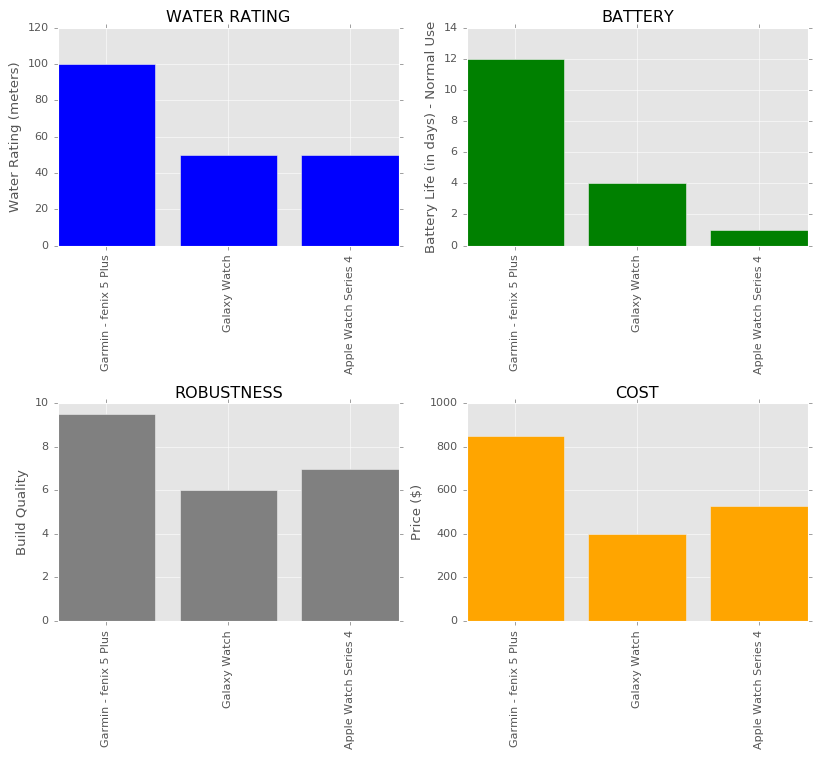 WATER RATING
Water Rating (meters)
120
100
80
60
40
20
0
Garmin - fenix 5 Plus
Galaxy Watch
Apple Watch Series 4
BATTERY
Battery Life (in days) - Normal Use
14
12
10
8
6
4
2
0
Garmin - fenix 5 Plus
Galaxy Watch
Apple Watch Series 4
ROBUSTNESS
Build Quality
10
8
6
4
2
0
Garmin - fenix 5 Plus
Galaxy Watch
Apple Watch Series 4
COST
Price ($)
1000
800
600
400
200
0
Garmin - fenix 5 Plus
Galaxy Watch
Apple Watch Series 4